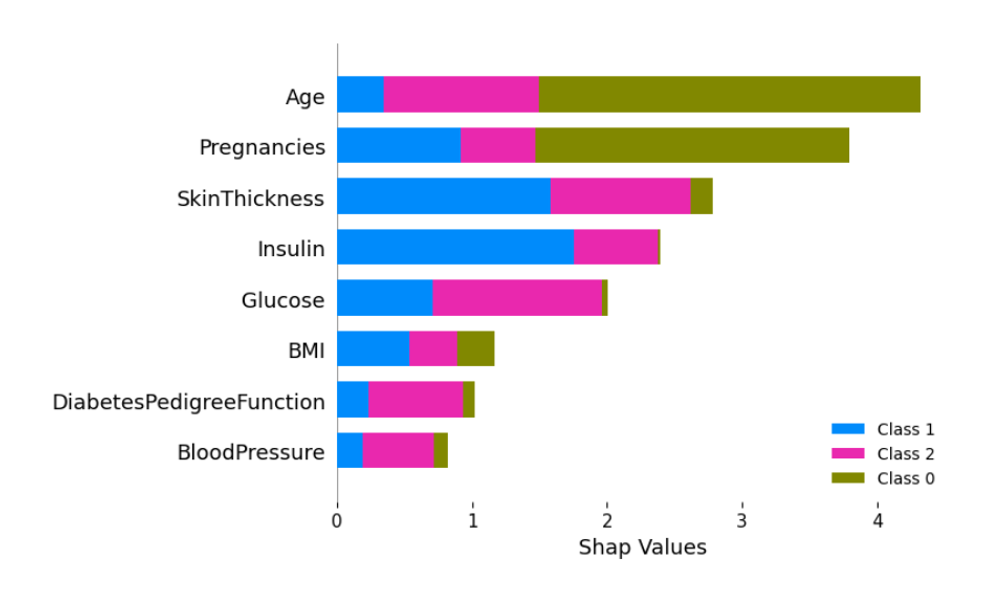 Age
Pregnancies
SkinThickness
Insulin
Glucose
BMI
DiabetesPedigreeFunction
BloodPressure
Class 1
Class 2
Class 0
0 1 2 3 4
Shap Values